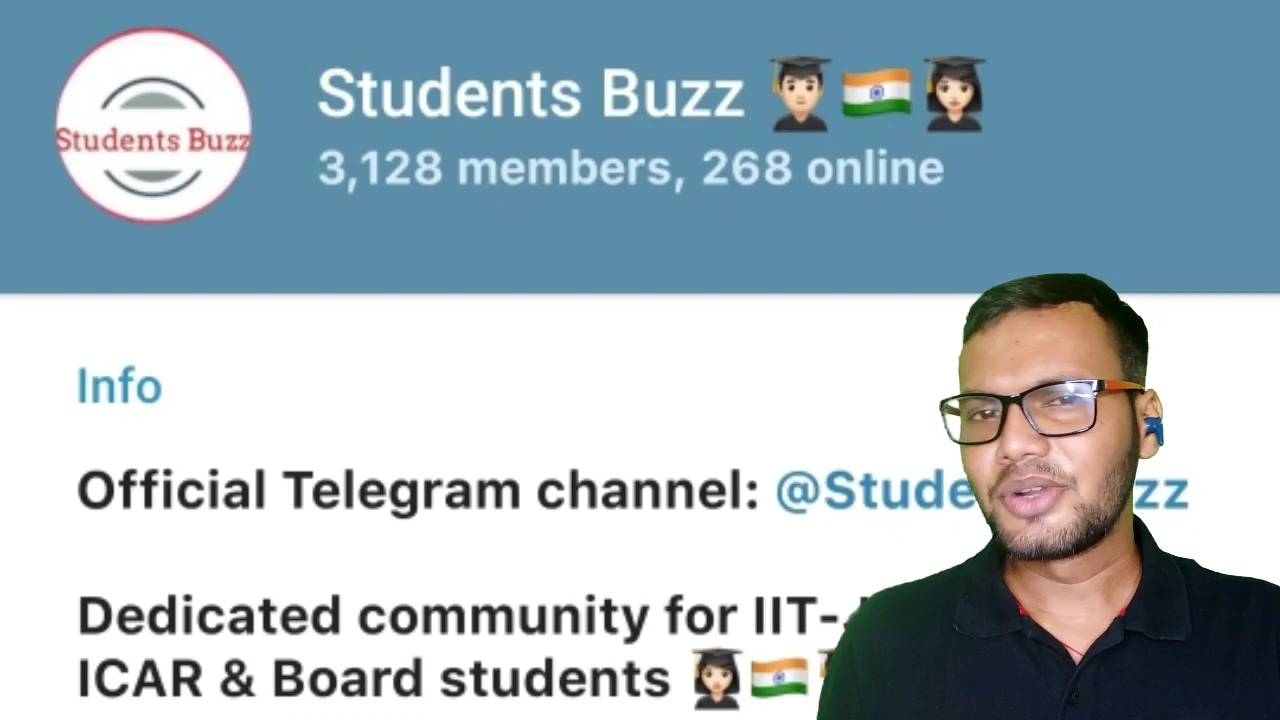 Students Buzz
Students Buzz 👨🏻‍🎓🇮🇳👩🏻‍🎓
3,128 members, 268 online
Info
Official Telegram channel: @Stude zz
Dedicated community for IIT-
ICAR & Board students 👩🏻‍🎓🇮🇳